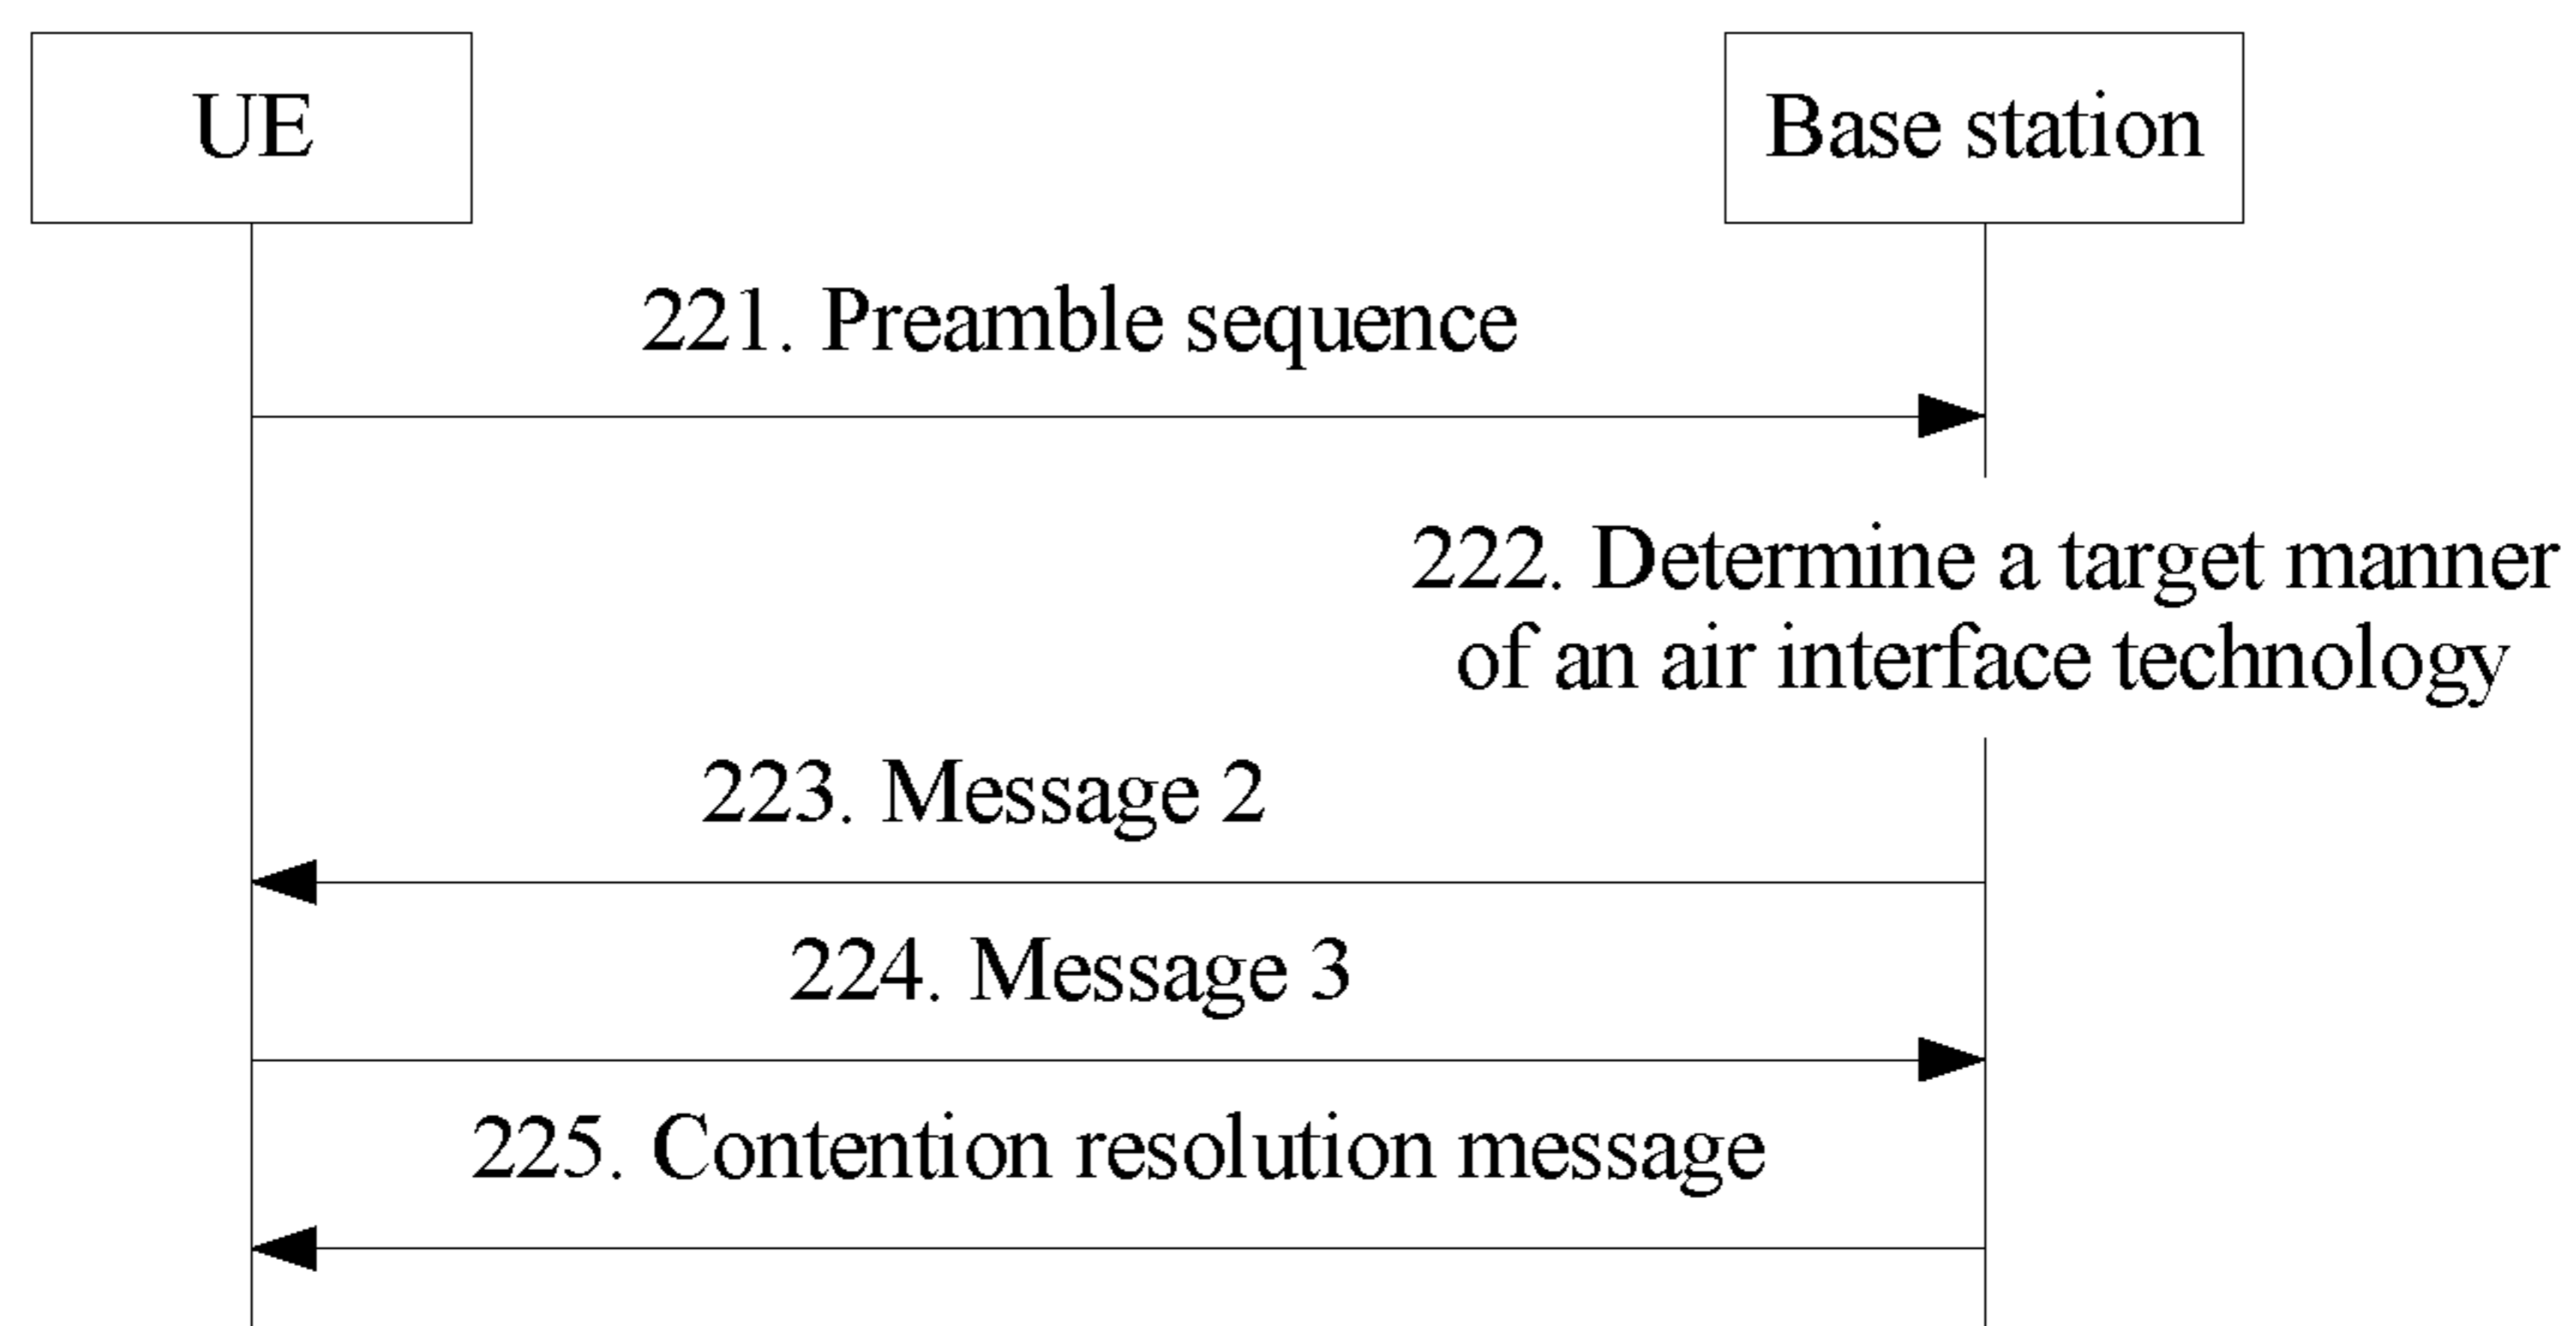 UE
Base station
221. Preamble sequence
222. Determine a target manner
of an air interface technology
223. Message 2
224. Message 3
225. Contention resolution message